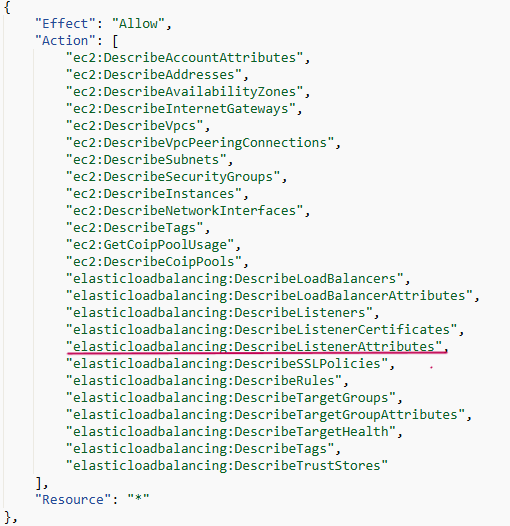 {
"Effect": "Allow",
"Action": [
"ec2:DescribeAccountAttributes",
"ec2:DescribeAddresses",
"ec2:DescribeAvailabilityZones",
"ec2:DescribeInternetGateways",
"ec2:DescribeVpcs",
"ec2:DescribeVpcPeeringConnections",
"ec2:DescribeSubnets",
"ec2:DescribeSecurityGroups",
"ec2:DescribeInstances",
"ec2:DescribeNetworkInterfaces",
"ec2:DescribeTags",
"ec2:GetCoipPoolUsage",
"ec2:DescribeCoipPools",
"elasticloadbalancing:DescribeLoadBalancers",
"elasticloadbalancing:DescribeLoadBalancerAttributes",
"elasticloadbalancing:DescribeListeners",
"elasticloadbalancing:DescribeListenerCertificates",
"elasticloadbalancing:DescribeListenerAttributes",
"elasticloadbalancing:DescribeSSLPolicies",
"elasticloadbalancing:DescribeRules",
"elasticloadbalancing:DescribeTargetGroups",
"elasticloadbalancing:DescribeTargetGroupAttributes",
"elasticloadbalancing:DescribeTargetHealth",
"elasticloadbalancing:DescribeTags",
"elasticloadbalancing:DescribeTrustStores"
],
"Resource": "*"
},